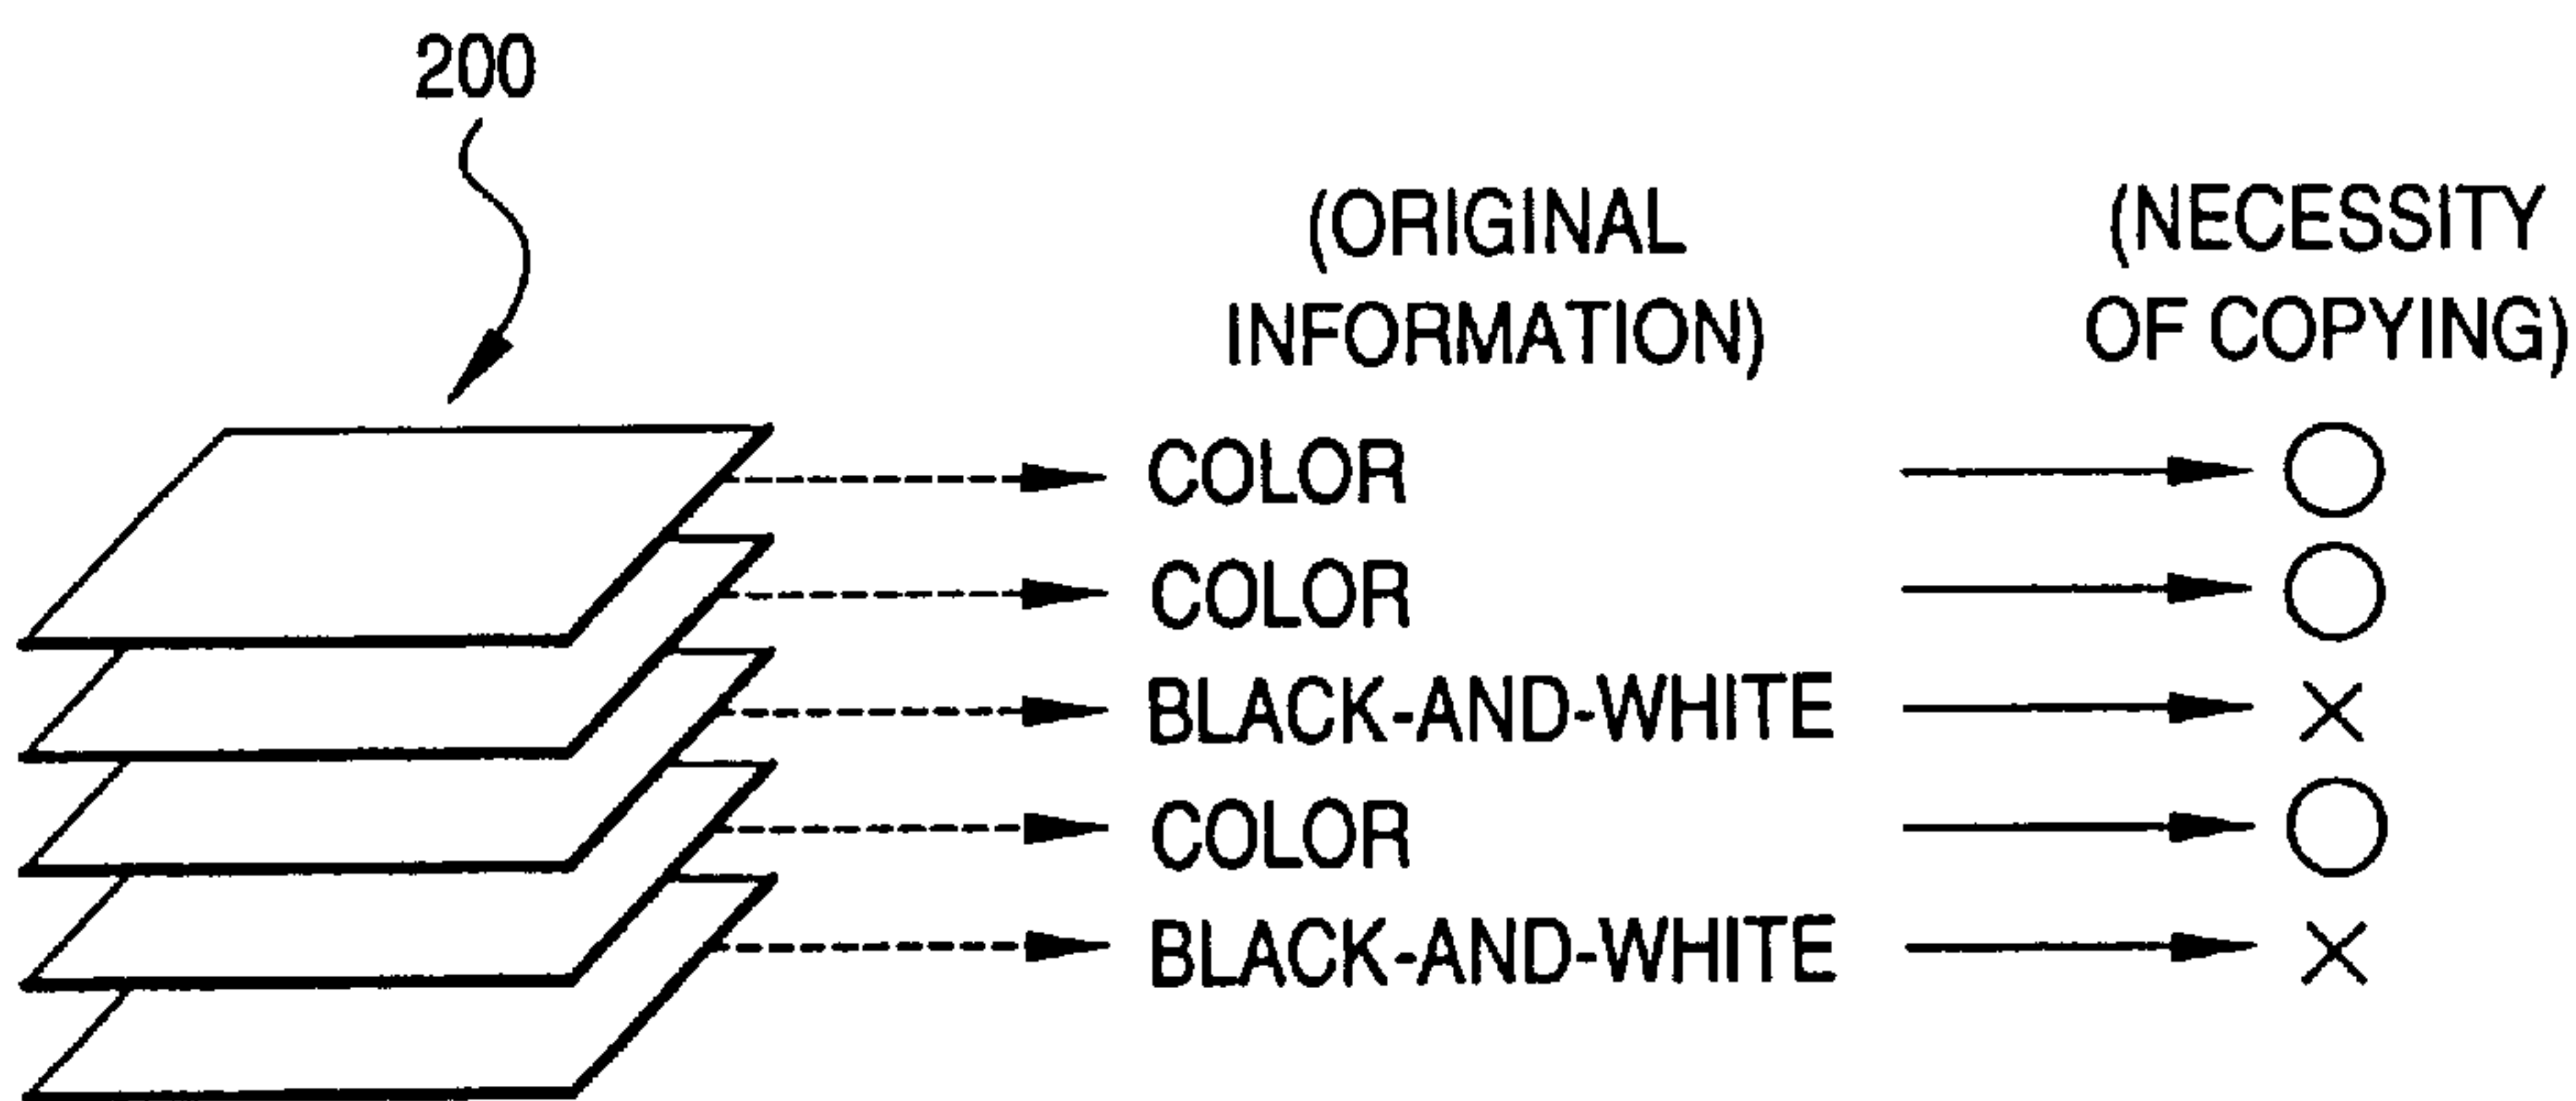 200
(ORIGINAL
INFORMATION)
(NECESSITY
OF COPYING)
COLOR
COLOR
BLACK-AND-WHITE
COLOR
BLACK-AND-WHITE